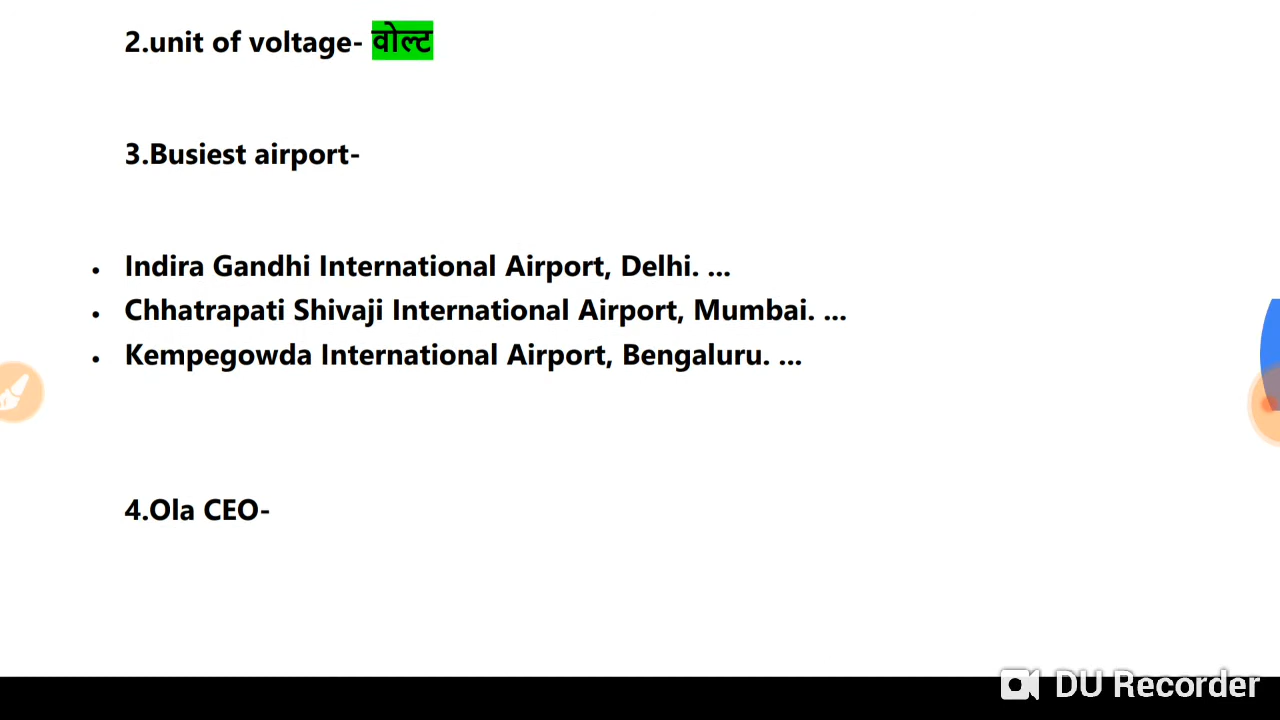 2.unit of voltage- वोल्ट
3.Busiest airport-
• Indira Gandhi International Airport, Delhi. ...
• Chhatrapati Shivaji International Airport, Mumbai. ...
• Kempegowda International Airport, Bengaluru. ...
4.Ola CEO-
DU Recorder